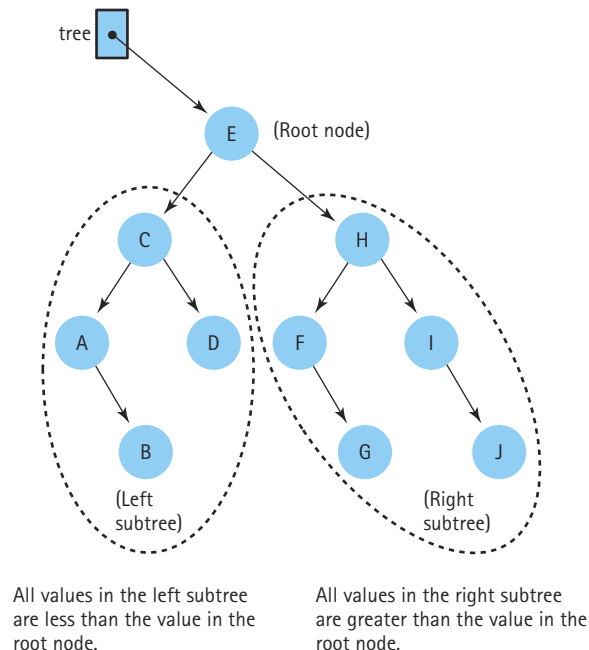 tree
E (Root node)
C H
A D F I
B G J
(Left
subtree)
(Right
subtree)
All values in the left subtree
are less than the value in the
root node.
All values in the right subtree
are greater than the value in the
root node.